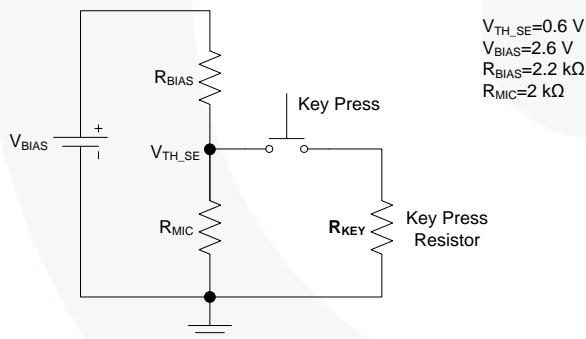 V_TH_SE=0.6 V
V_BIAS=2.6 V
R_BIAS=2.2 kΩ
R_MIC=2 kΩ
R_BIAS
Key Press
V_BIAS
+
-
V_TH_SE
R_MIC
R_KEY
Key Press
Resistor